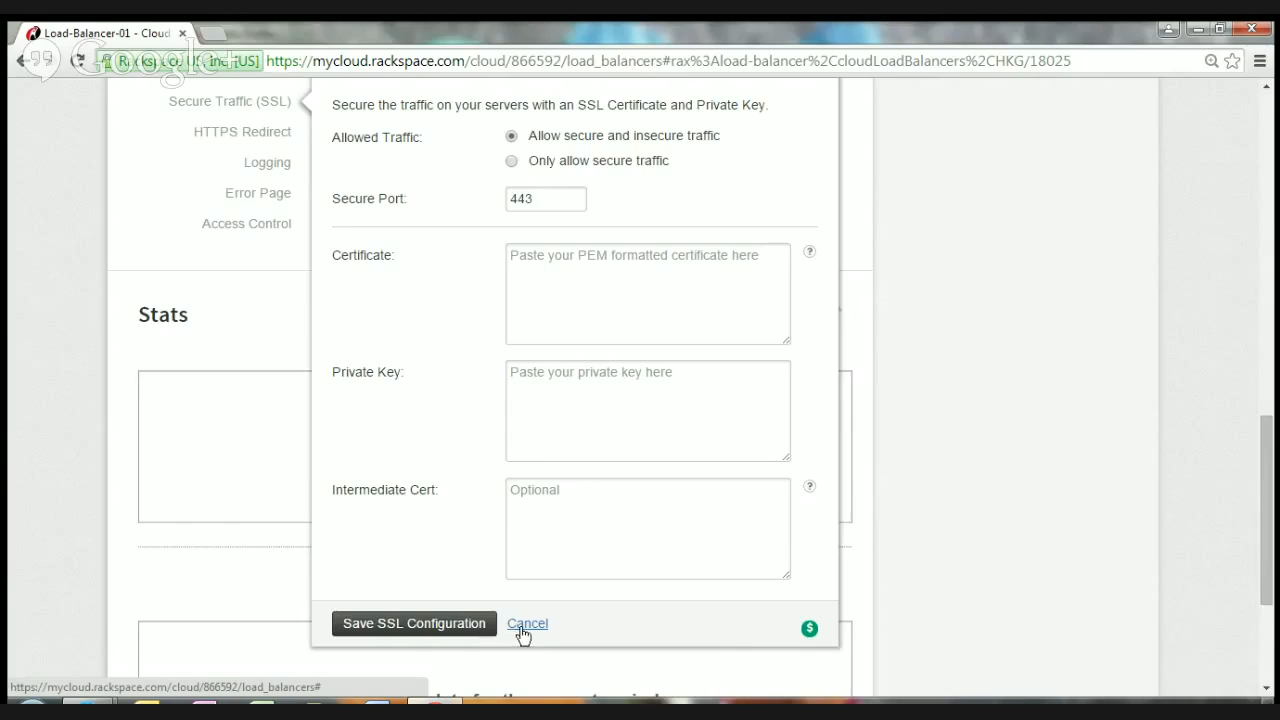 Load-Balancer-01 - Cloud
Google+
https://mycloud.rackspace.com/cloud/866592/load_balancers#rax%3Aload-balancer%2CcloudLoadBalancers%2CHKG/18025
Secure Traffic (SSL)
Secure the traffic on your servers with an SSL Certificate and Private Key.
HTTPS Redirect
Allowed Traffic:
Allow secure and insecure traffic
Only allow secure traffic
Logging
Error Page
Secure Port:
443
Access Control
Certificate:
Paste your PEM formatted certificate here
?
Stats
Private Key:
Paste your private key here
Intermediate Cert:
Optional
?
Save SSL Configuration
Cancel
$
https://mycloud.rackspace.com/cloud/866592/load_balancers#